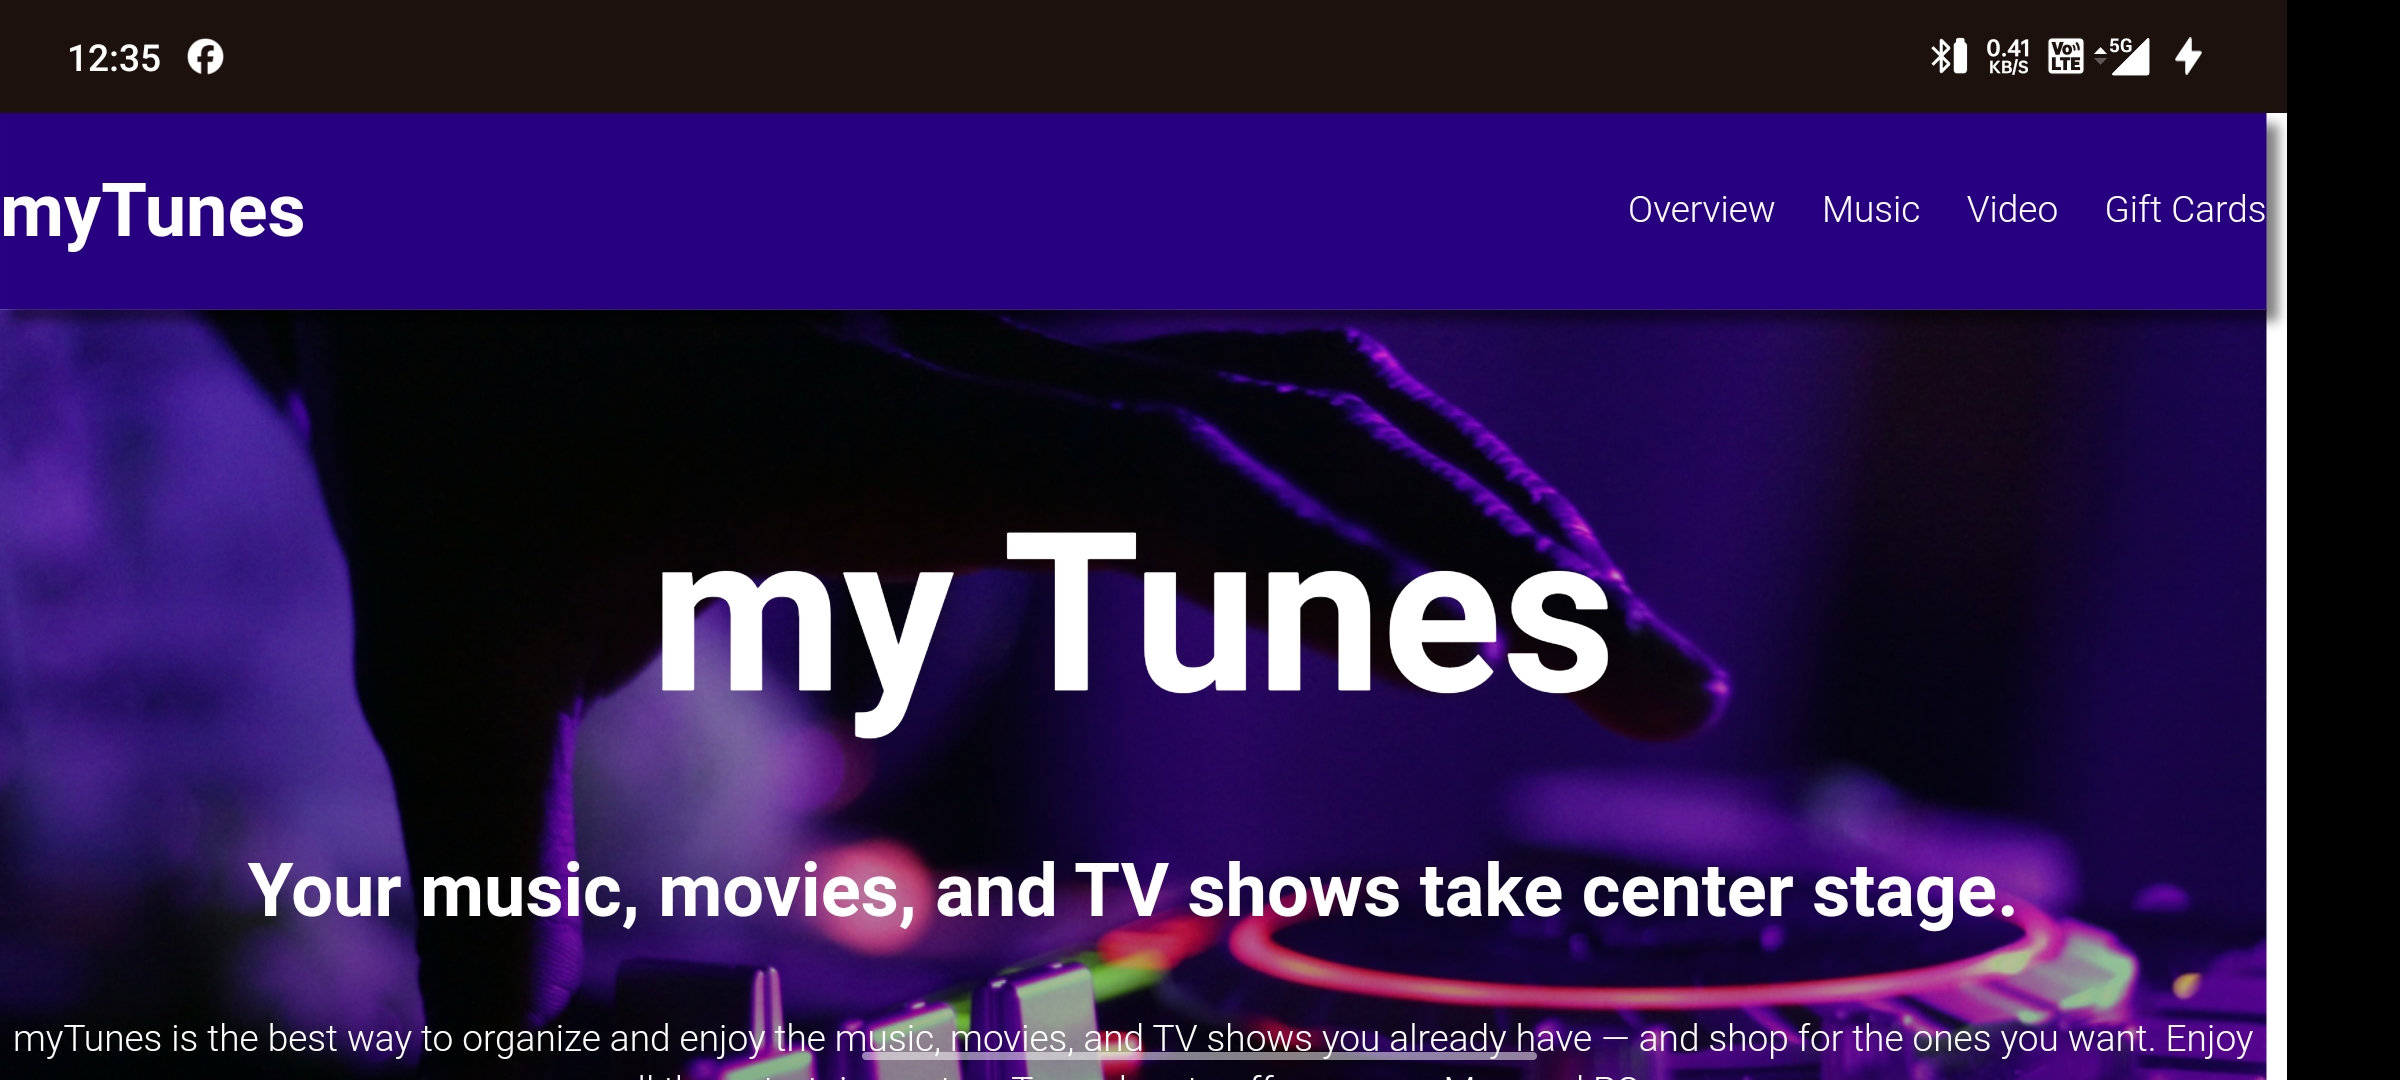 12:35
0.41 KB/S
Vo LTE
5G
myTunes
Overview Music Video Gift Cards
my Tunes
Your music, movies, and TV shows take center stage.
myTunes is the best way to organize and enjoy the music, movies, and TV shows you already have — and shop for the ones you want. Enjoy